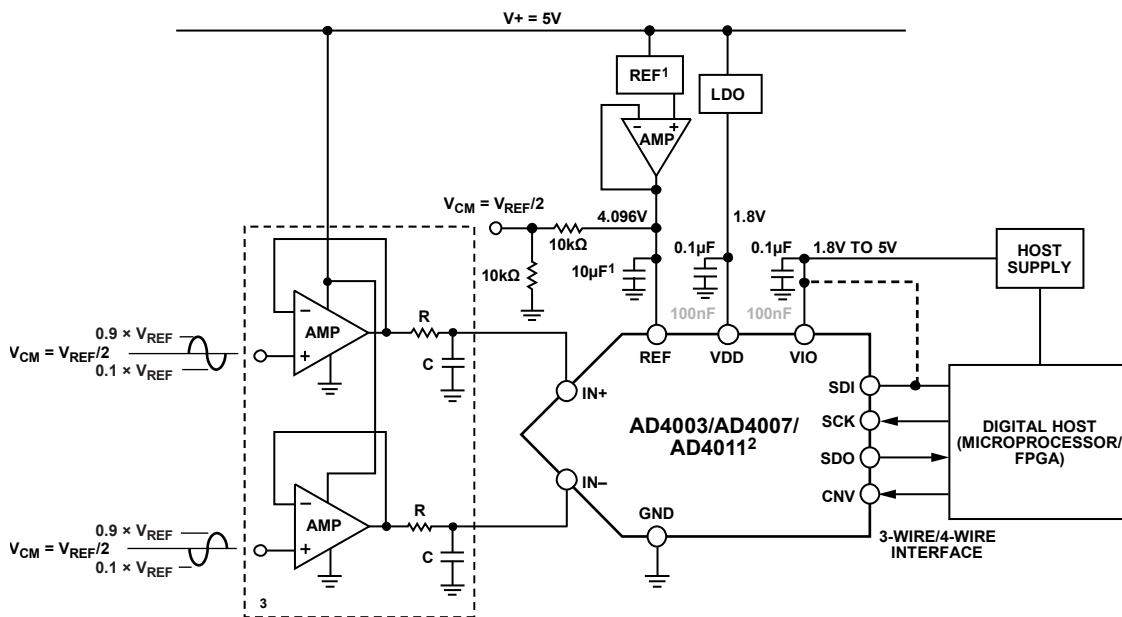 V+ = 5V
REF1
LDO
− +
AMP
VCM = VREF/2
4.096V
1.8V
10kΩ
10kΩ
10µF1
0.1µF
0.1µF
1.8V TO 5V
HOST
SUPPLY
100nF
100nF
REF
VDD
VIO
−
AMP
+
R
C
0.9 × VREF
VCM = VREF/2
0.1 × VREF
IN+
AD4003/AD4007/
AD40112
SDI
SCK
SDO
CNV
DIGITAL HOST
(MICROPROCESSOR/
FPGA)
IN−
GND
3-WIRE/4-WIRE
INTERFACE
−
AMP
+
R
C
0.9 × VREF
VCM = VREF/2
0.1 × VREF
3